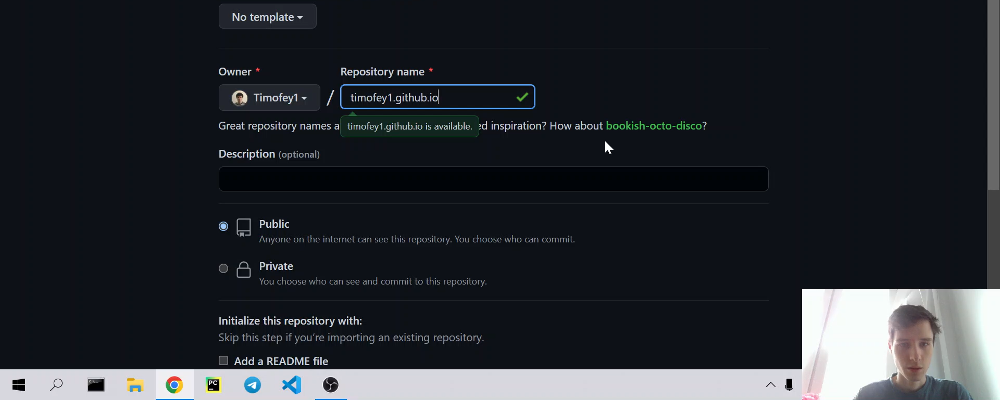 No template
Owner *
Repository name *
Timofey1
/
timofey1.github.io
Great repository names a
timofey1.github.io is available.
ed inspiration? How about bookish-octo-disco?
Description (optional)
Public
Anyone on the internet can see this repository. You choose who can commit.
Private
You choose who can see and commit to this repository.
Initialize this repository with:
Skip this step if you're importing an existing repository.
Add a README file
C:\
PC